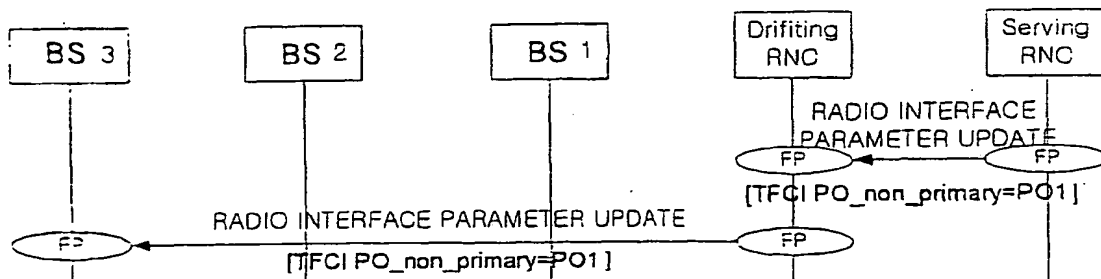 BS 3
BS 2
BS 1
Drifiting
RNC
Serving
RNC
RADIO INTERFACE
PARAMETER UPDATE
FP
FP
[TFCI PO_non_primary=PO1]
RADIO INTERFACE PARAMETER UPDATE
FP
FP
[TFCI PO_non_primary=PO1]